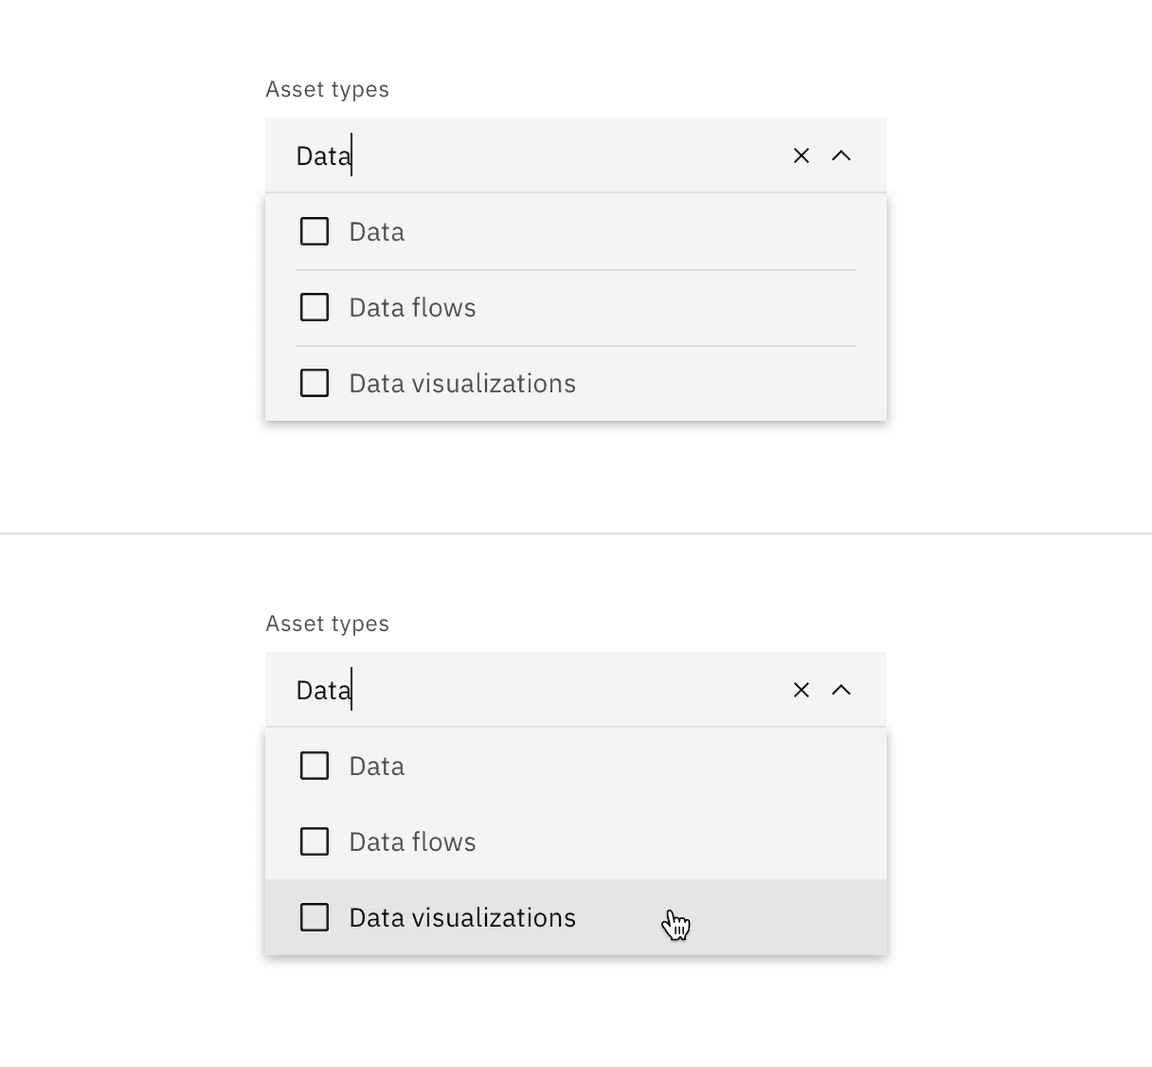 Asset types
Data
Data
Data flows
Data visualizations
Asset types
Data
Data
Data flows
Data visualizations